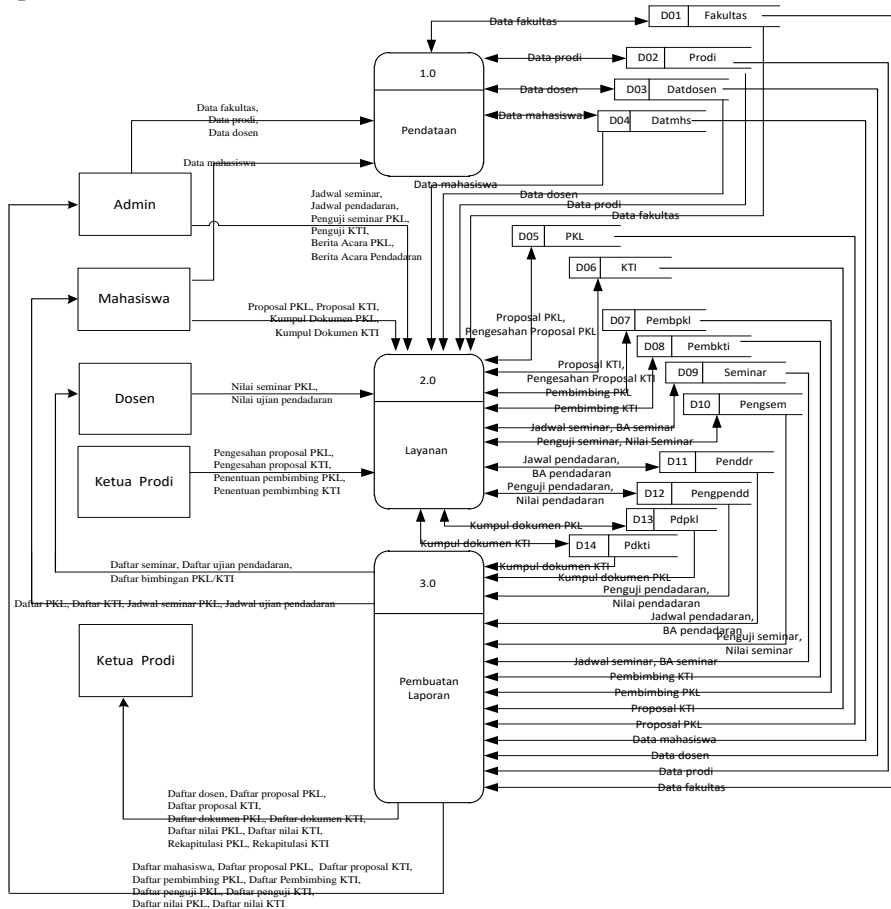 Data fakultas
D01 Fakultas
1.0
Data prodi
D02 Prodi
Data dosen
D03 Datdosen
Data fakultas,
Data prodi,
Data dosen
Pendataan
Data mahasiswa
D04 Datmhs
Data mahasiswa
Data mahasiswa
Data dosen
Data prodi
Data fakultas
Admin
Jadwal seminar,
Jadwal pendadaran,
Penguji seminar PKL,
Penguji KTI,
Berita Acara PKL,
Berita Acara Pendadaran
D05 PKL
D06 KTI
Mahasiswa
Proposal PKL, Proposal KTI,
Kumpul Dokumen PKL,
Kumpul Dokumen KTI
Proposal PKL,
Pengesahan Proposal PKL
D07 Pembpkl
D08 Pembkti
D09 Seminar
D10 Pengsem
Proposal KTI,
Pengesahan Proposal KTI
Pembimbing PKL
Pembimbing KTI
2.0
Layanan
Dosen
Nilai seminar PKL,
Nilai ujian pendadaran
Jadwal seminar, BA seminar
Penguji seminar, Nilai Seminar
Ketua Prodi
Pengesahan proposal PKL,
Pengesahan proposal KTI,
Penentuan pembimbing PKL,
Penentuan pembimbing KTI
Jawal pendadaran,
BA pendadaran
D11 Penddr
Penguji pendadaran,
Nilai pendadaran
D12 Pengpendd
Kumpul dokumen PKL
D13 Pdpkl
Kumpul dokumen KTI
D14 Pdkti
Daftar seminar, Daftar ujian pendadaran,
Daftar bimbingan PKL/KTI
3.0
Kumpul dokumen KTI
Kumpul dokumen PKL
Penguji pendadaran,
Nilai pendadaran
Daftar PKL, Daftar KTI, Jadwal seminar PKL, Jadwal ujian pendadaran
Jadwal pendadaran,
BA pendadaran
Penguji seminar,
Nilai seminar
Ketua Prodi
Pembuatan
Laporan
Jadwal seminar, BA seminar
Pembimbing KTI
Pembimbing PKL
Proposal KTI
Proposal PKL
Data mahasiswa
Data dosen
Data prodi
Data fakultas
Daftar dosen, Daftar proposal PKL,
Daftar proposal KTI,
Daftar dokumen PKL, Daftar dokumen KTI,
Daftar nilai PKL, Daftar nilai KTI,
Rekapitulasi PKL, Rekapitulasi KTI
Daftar mahasiswa, Daftar proposal PKL, Daftar proposal KTI,
Daftar pembimbing PKL, Daftar Pembimbing KTI,
Daftar penguji PKL, Daftar penguji KTI,
Daftar nilai PKL, Daftar nilai KTI